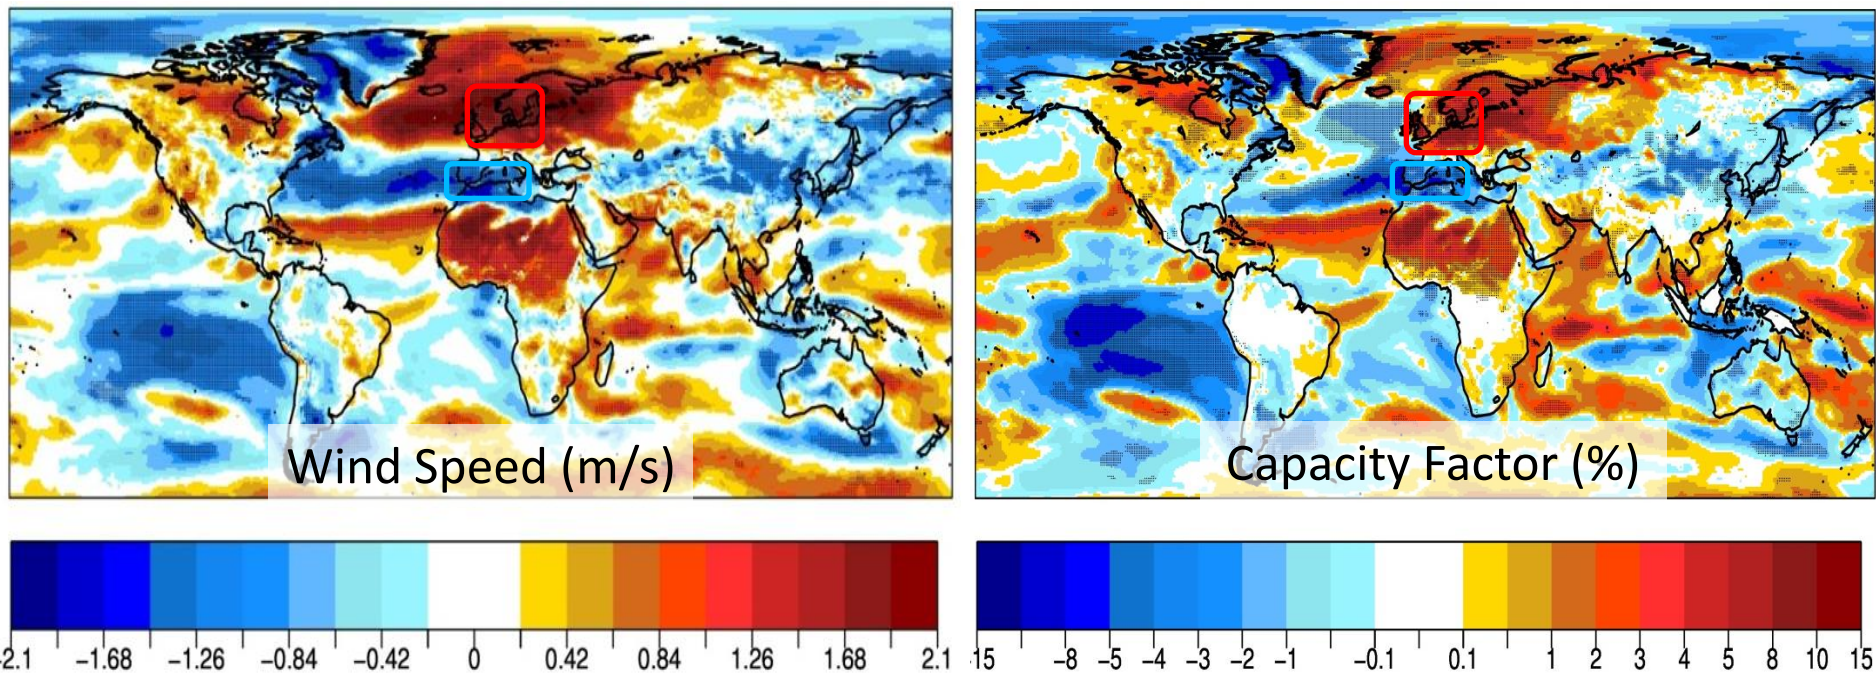 Wind Speed (m/s)
Capacity Factor (%)
2.1 −1.68 −1.26 −0.84 −0.42 0 0.42 0.84 1.26 1.68 2.1
15 −8 −5 −4 −3 −2 −1 −0.1 0.1 1 2 3 4 5 8 10 15